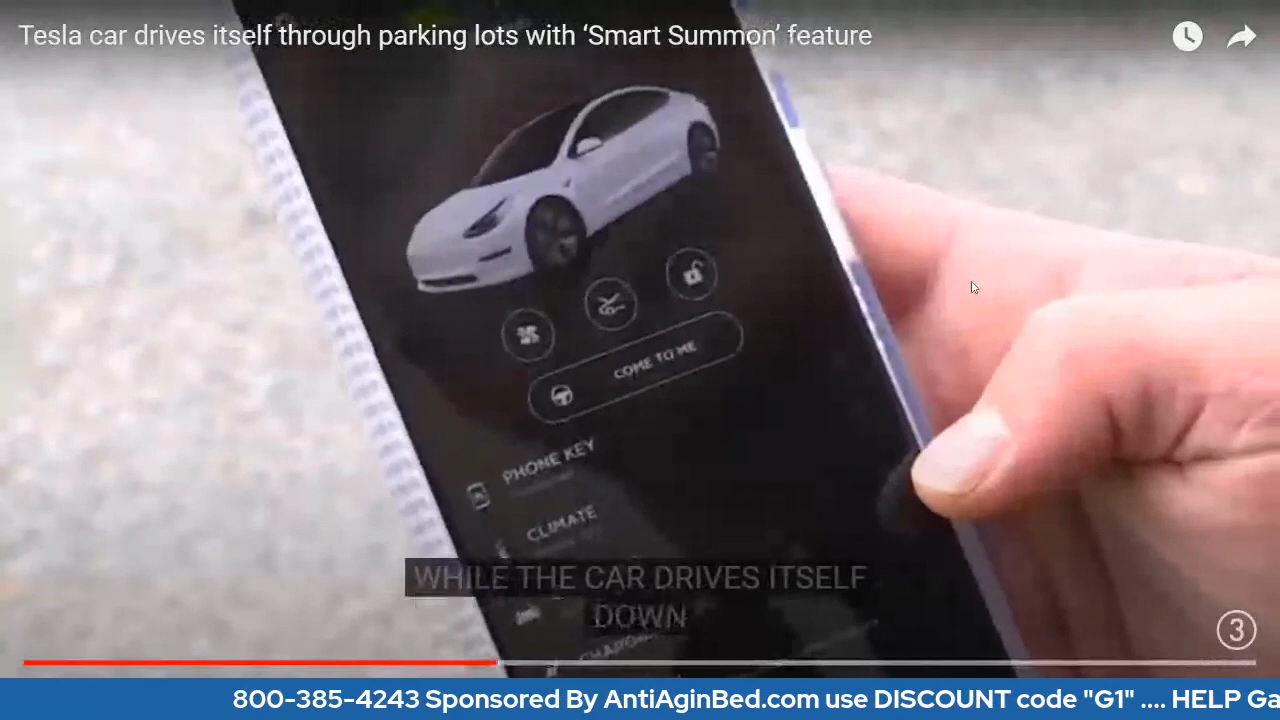 Tesla car drives itself through parking lots with ‘Smart Summon’ feature
COME TO ME
PHONE KEY
CLIMATE
WHILE THE CAR DRIVES ITSELF
DOWN
3
800-385-4243 Sponsored By AntiAginBed.com use DISCOUNT code "G1" .... HELP Ga